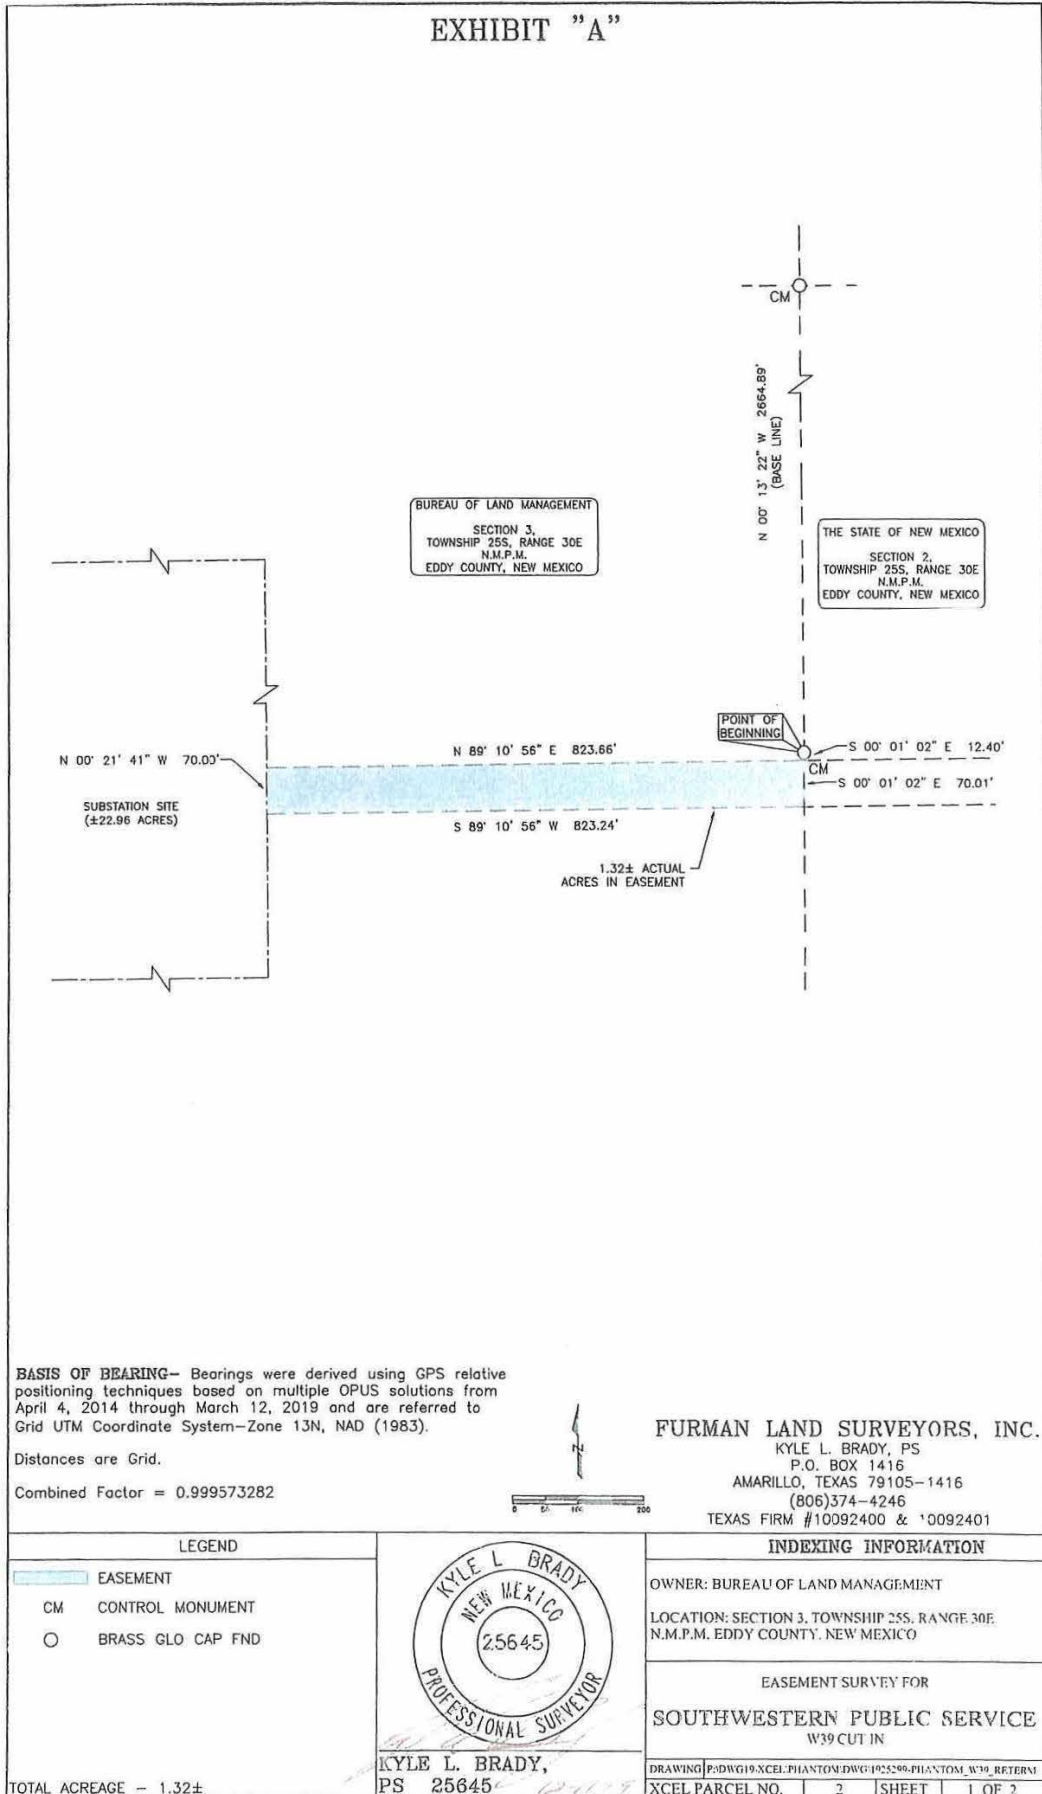 EXHIBIT "A"
CM
N 00° 13' 22" W 2664.89'
(BASE LINE)
BUREAU OF LAND MANAGEMENT
SECTION 3,
TOWNSHIP 25S, RANGE 30E
N.M.P.M.
EDDY COUNTY, NEW MEXICO
THE STATE OF NEW MEXICO
SECTION 2,
TOWNSHIP 25S, RANGE 30E
N.M.P.M.
EDDY COUNTY, NEW MEXICO
POINT OF
BEGINNING
N 00° 21' 41" W 70.00'
N 89° 10' 56" E 823.66'
S 00° 01' 02" E 12.40'
CM
S 00° 01' 02" E 70.01'
SUBSTATION SITE
(±22.96 ACRES)
S 89° 10' 56" W 823.24'
1.32± ACTUAL
ACRES IN EASEMENT
BASIS OF BEARING- Bearings were derived using GPS relative
positioning techniques based on multiple OPUS solutions from
April 4, 2014 through March 12, 2019 and are referred to
Grid UTM Coordinate System-Zone 13N, NAD (1983).
Distances are Grid.
Combined Factor = 0.999573282
N
0 50 100 200
FURMAN LAND SURVEYORS, INC.
KYLE L. BRADY, PS
P.O. BOX 1416
AMARILLO, TEXAS 79105-1416
(806)374-4246
TEXAS FIRM #10092400 & 10092401
LEGEND
EASEMENT
CM CONTROL MONUMENT
BRASS GLO CAP FND
TOTAL ACREAGE - 1.32±
KYLE L BRADY
NEW MEXICO
25645
PROFESSIONAL SURVEYOR
KYLE L. BRADY,
PS 25645
INDEXING INFORMATION
OWNER: BUREAU OF LAND MANAGEMENT
LOCATION: SECTION 3, TOWNSHIP 25S, RANGE 30E
N.M.P.M. EDDY COUNTY, NEW MEXICO
EASEMENT SURVEY FOR
SOUTHWESTERN PUBLIC SERVICE
W39 CUT IN
DRAWING
XCEL PARCEL NO. 2 SHEET 1 OF 2